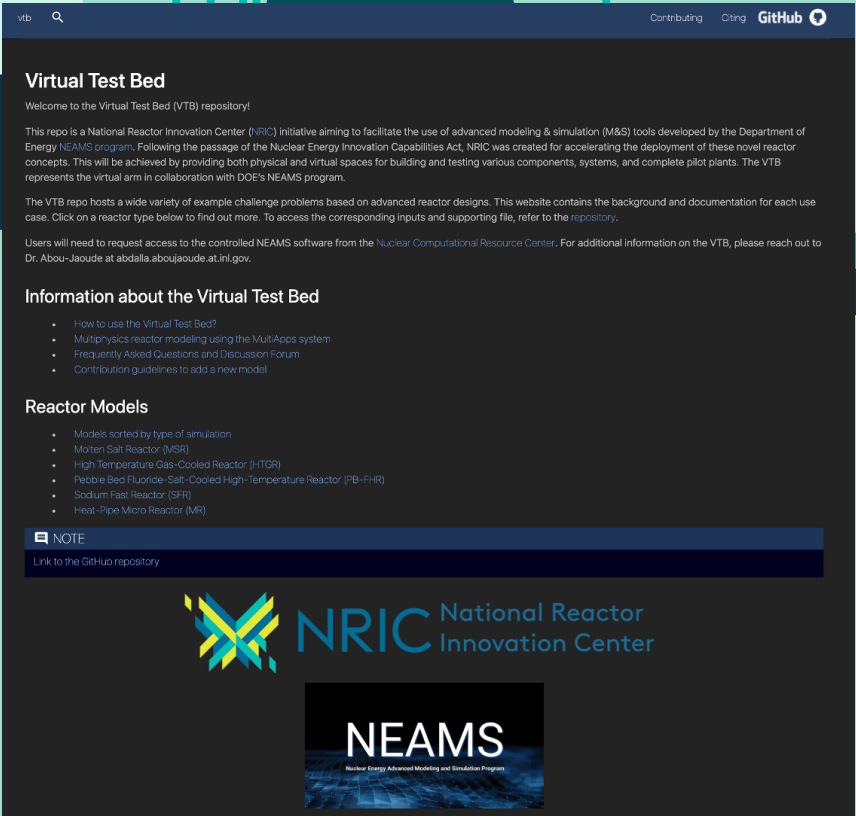 vtb
Contributing Citing GitHub
Virtual Test Bed
Welcome to the Virtual Test Bed (VTB) repository!
This repo is a National Reactor Innovation Center (NRIC) initiative aiming to facilitate the use of advanced modeling & simulation (M&S) tools developed by the Department of
Energy NEAMS program. Following the passage of the Nuclear Energy Innovation Capabilities Act, NRIC was created for accelerating the deployment of these novel reactor
concepts. This will be achieved by providing both physical and virtual spaces for building and testing various components, systems, and complete pilot plants. The VTB
represents the virtual arm in collaboration with DOE's NEAMS program.
The VTB repo hosts a wide variety of example challenge problems based on advanced reactor designs. This website contains the background and documentation for each use
case. Click on a reactor type below to find out more. To access the corresponding inputs and supporting file, refer to the repository.
Users will need to request access to the controlled NEAMS software from the Nuclear Computational Resource Center. For additional information on the VTB, please reach out to
Dr. Abou-Jaoude at abdalla.aboujaoude.at.inl.gov.
Information about the Virtual Test Bed
• How to use the Virtual Test Bed?
• Multiphysics reactor modeling using the MultiApps system
• Frequently Asked Questions and Discussion Forum
• Contribution guidelines to add a new model
Reactor Models
• Models sorted by type of simulation
• Molten Salt Reactor (MSR)
• High Temperature Gas-Cooled Reactor (HTGR)
• Pebble Bed Fluoride-Salt-Cooled High-Temperature Reactor (PB-FHR)
• Sodium Fast Reactor (SFR)
• Heat-Pipe Micro Reactor (MR)
NOTE
Link to the GitHub repository
NRIC National Reactor
Innovation Center
NEAMS
Nuclear Energy Advanced Modeling and Simulation Program